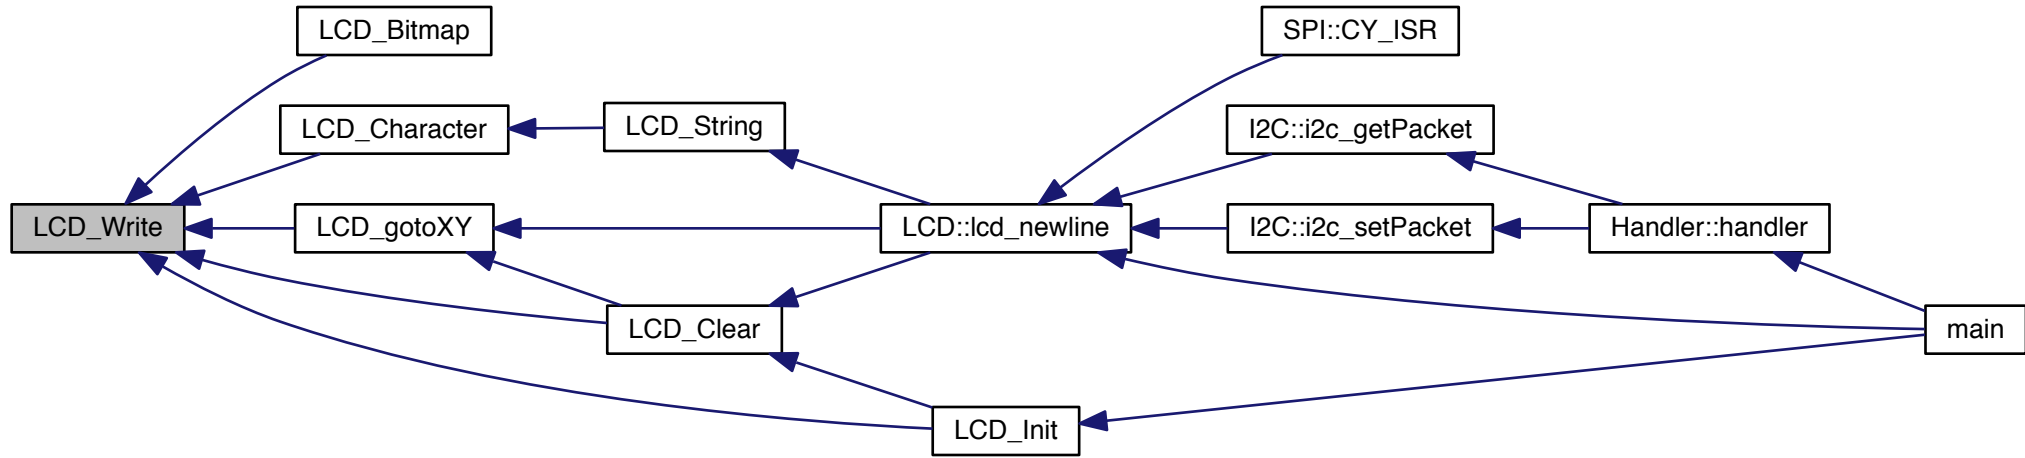 LCD_Bitmap
SPI::CY_ISR
LCD_Character
LCD_String
I2C::i2c_getPacket
LCD_Write
LCD_gotoXY
LCD::lcd_newline
I2C::i2c_setPacket
Handler::handler
LCD_Clear
main
LCD_Init